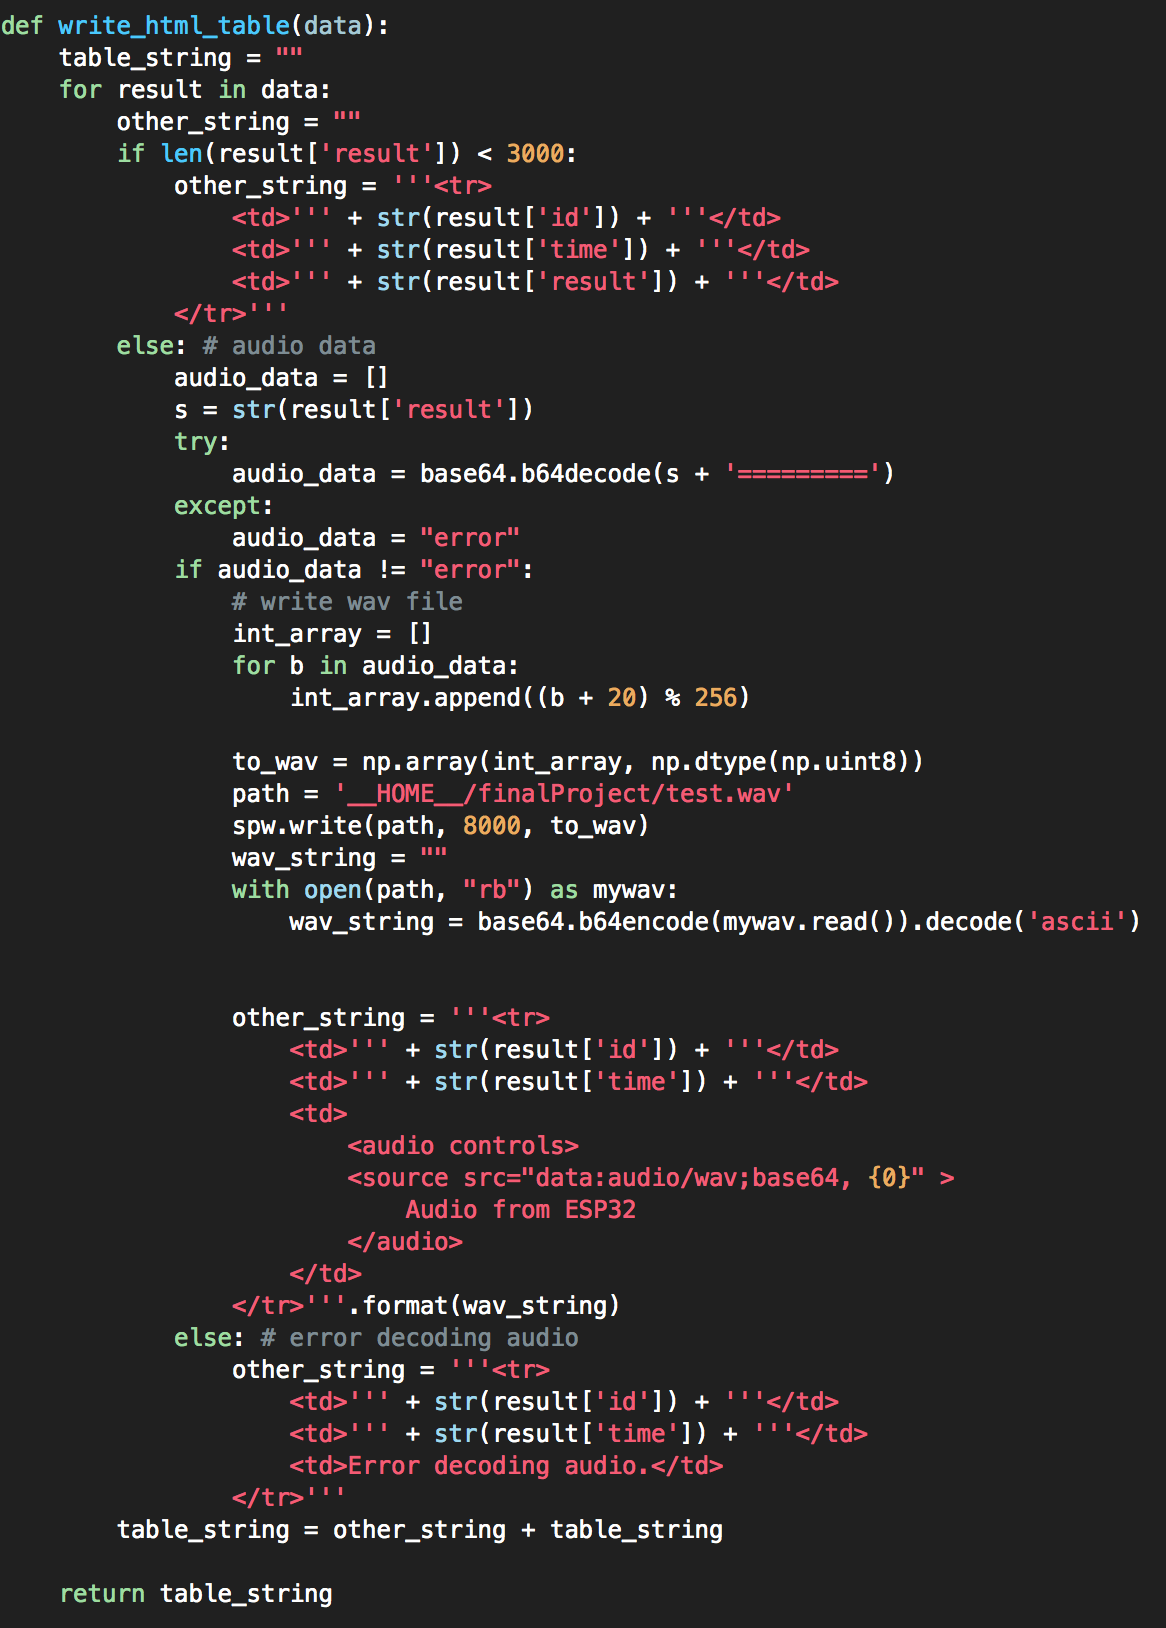 def write_html_table(data):
    table_string = ""
    for result in data:
        other_string = ""
        if len(result['result']) < 3000:
            other_string = '''<tr>
                <td>''' + str(result['id']) + '''</td>
                <td>''' + str(result['time']) + '''</td>
                <td>''' + str(result['result']) + '''</td>
            </tr>'''
        else: # audio data
            audio_data = []
            s = str(result['result'])
            try:
                audio_data = base64.b64decode(s + '=========')
            except:
                audio_data = "error"
            if audio_data != "error":
                # write wav file
                int_array = []
                for b in audio_data:
                    int_array.append((b + 20) % 256)

                to_wav = np.array(int_array, np.dtype(np.uint8))
                path = '__HOME__/finalProject/test.wav'
                spw.write(path, 8000, to_wav)
                wav_string = ""
                with open(path, "rb") as mywav:
                    wav_string = base64.b64encode(mywav.read()).decode('ascii')


                other_string = '''<tr>
                    <td>''' + str(result['id']) + '''</td>
                    <td>''' + str(result['time']) + '''</td>
                    <td>
                        <audio controls>
                        <source src="data:audio/wav;base64, {0}" >
                            Audio from ESP32
                        </audio>
                    </td>
                </tr>'''.format(wav_string)
            else: # error decoding audio
                other_string = '''<tr>
                    <td>''' + str(result['id']) + '''</td>
                    <td>''' + str(result['time']) + '''</td>
                    <td>Error decoding audio.</td>
                </tr>'''
        table_string = other_string + table_string

    return table_string